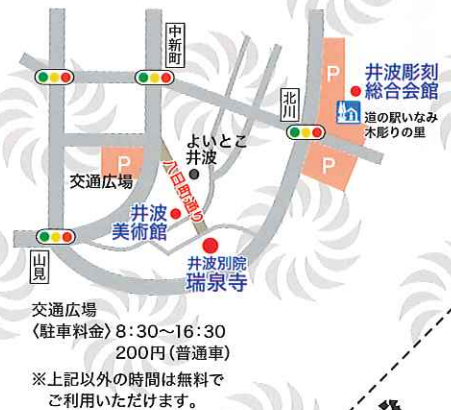 中新町
P
井波彫刻
総合会館
北川
道の駅いなみ
木彫りの里
よいとこ
井波
P
P
交通広場
八日町通り
井波
美術館
井波別院
瑞泉寺
山見
交通広場
〈駐車料金〉8:30〜16:30
200円(普通車)
※上記以外の時間は無料で
ご利用いただけます。